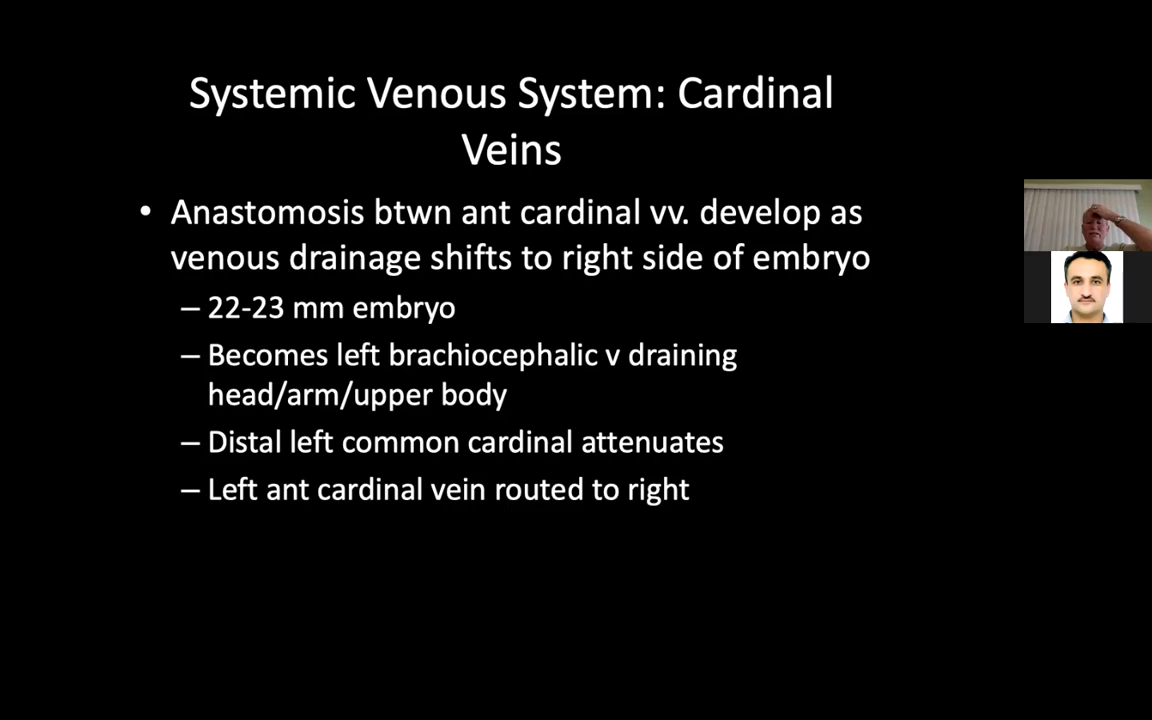 Systemic Venous System: Cardinal
Veins
• Anastomosis btwn ant cardinal vv. develop as
venous drainage shifts to right side of embryo
– 22-23 mm embryo
– Becomes left brachiocephalic v draining
head/arm/upper body
– Distal left common cardinal attenuates
– Left ant cardinal vein routed to right